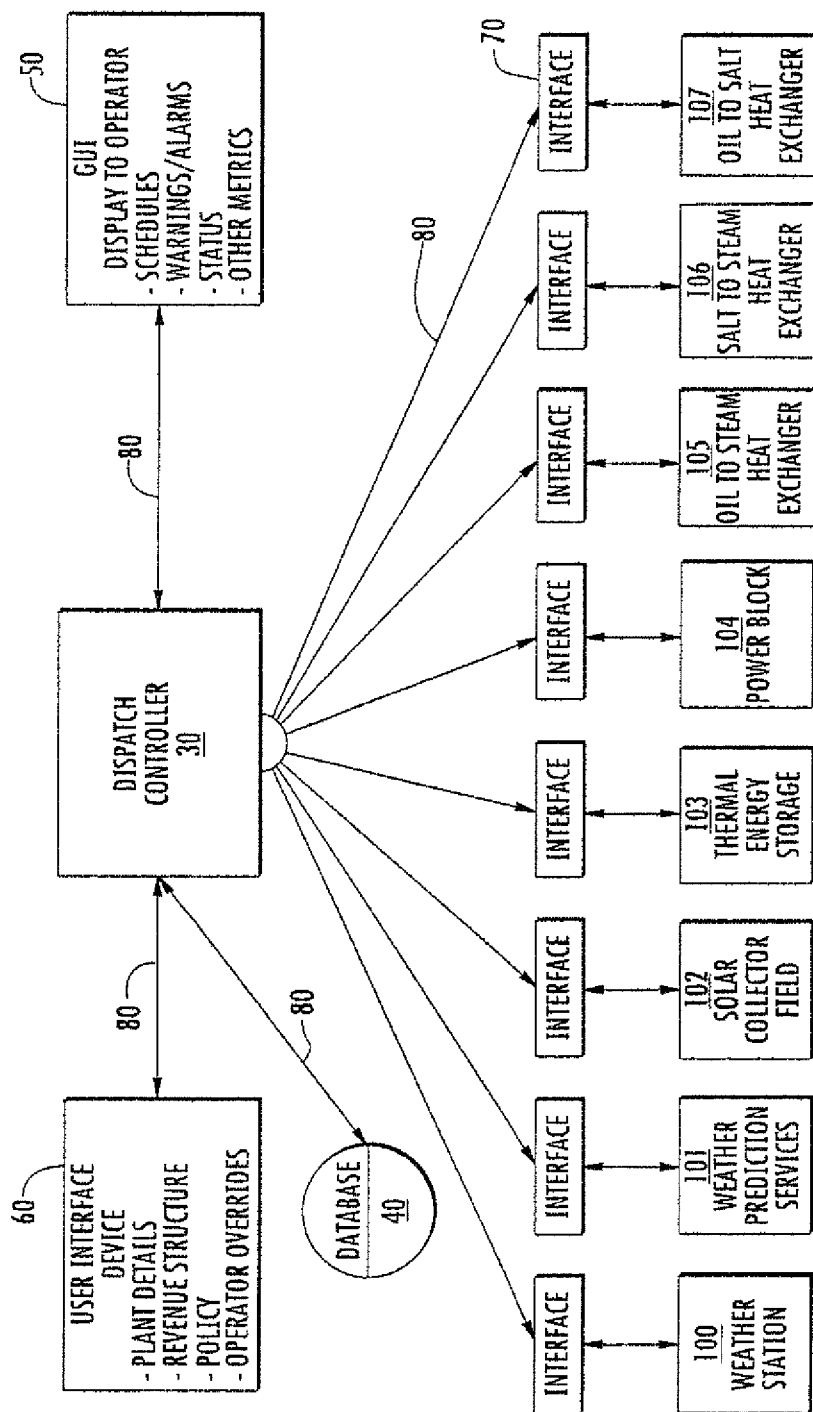 60
USER INTERFACE
DEVICE
- PLANT DETAILS
- REVENUE STRUCTURE
- POLICY
- OPERATOR OVERRIDES
80
DISPATCH
CONTROLLER
30
80
50
GUI
DISPLAY TO OPERATOR
- SCHEDULES
- WARNINGS/ALARMS
- STATUS
- OTHER METRICS
DATABASE
40
80
80
70
INTERFACE
INTERFACE
INTERFACE
INTERFACE
INTERFACE
INTERFACE
INTERFACE
INTERFACE
100
WEATHER
STATION
101
WEATHER
PREDICTION
SERVICES
102
SOLAR
COLLECTOR
FIELD
103
THERMAL
ENERGY
STORAGE
104
POWER BLOCK
105
OIL TO STEAM
HEAT
EXCHANGER
106
SALT TO STEAM
HEAT
EXCHANGER
107
OIL TO SALT
HEAT
EXCHANGER